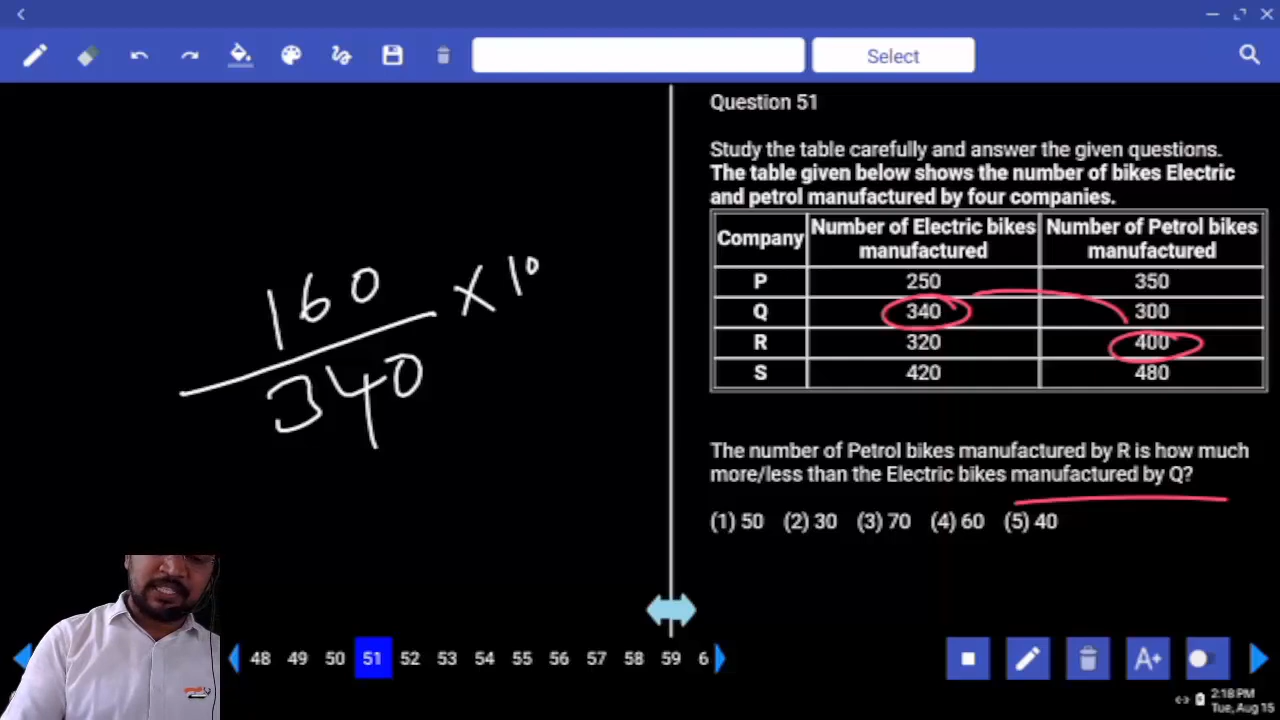 Select
Question 51
Study the table carefully and answer the given questions.
The table given below shows the number of bikes Electric
and petrol manufactured by four companies.
Company Number of Electric bikes manufactured Number of Petrol bikes manufactured
P 250 350
Q 340 300
R 320 400
S 420 480
The number of Petrol bikes manufactured by R is how much
more/less than the Electric bikes manufactured by Q?
(1) 50 (2) 30 (3) 70 (4) 60 (5) 40
160 × 10
340
48 49 50 51 52 53 54 55 56 57 58 59 6
A+
2:18 PM
Tue, Aug 15